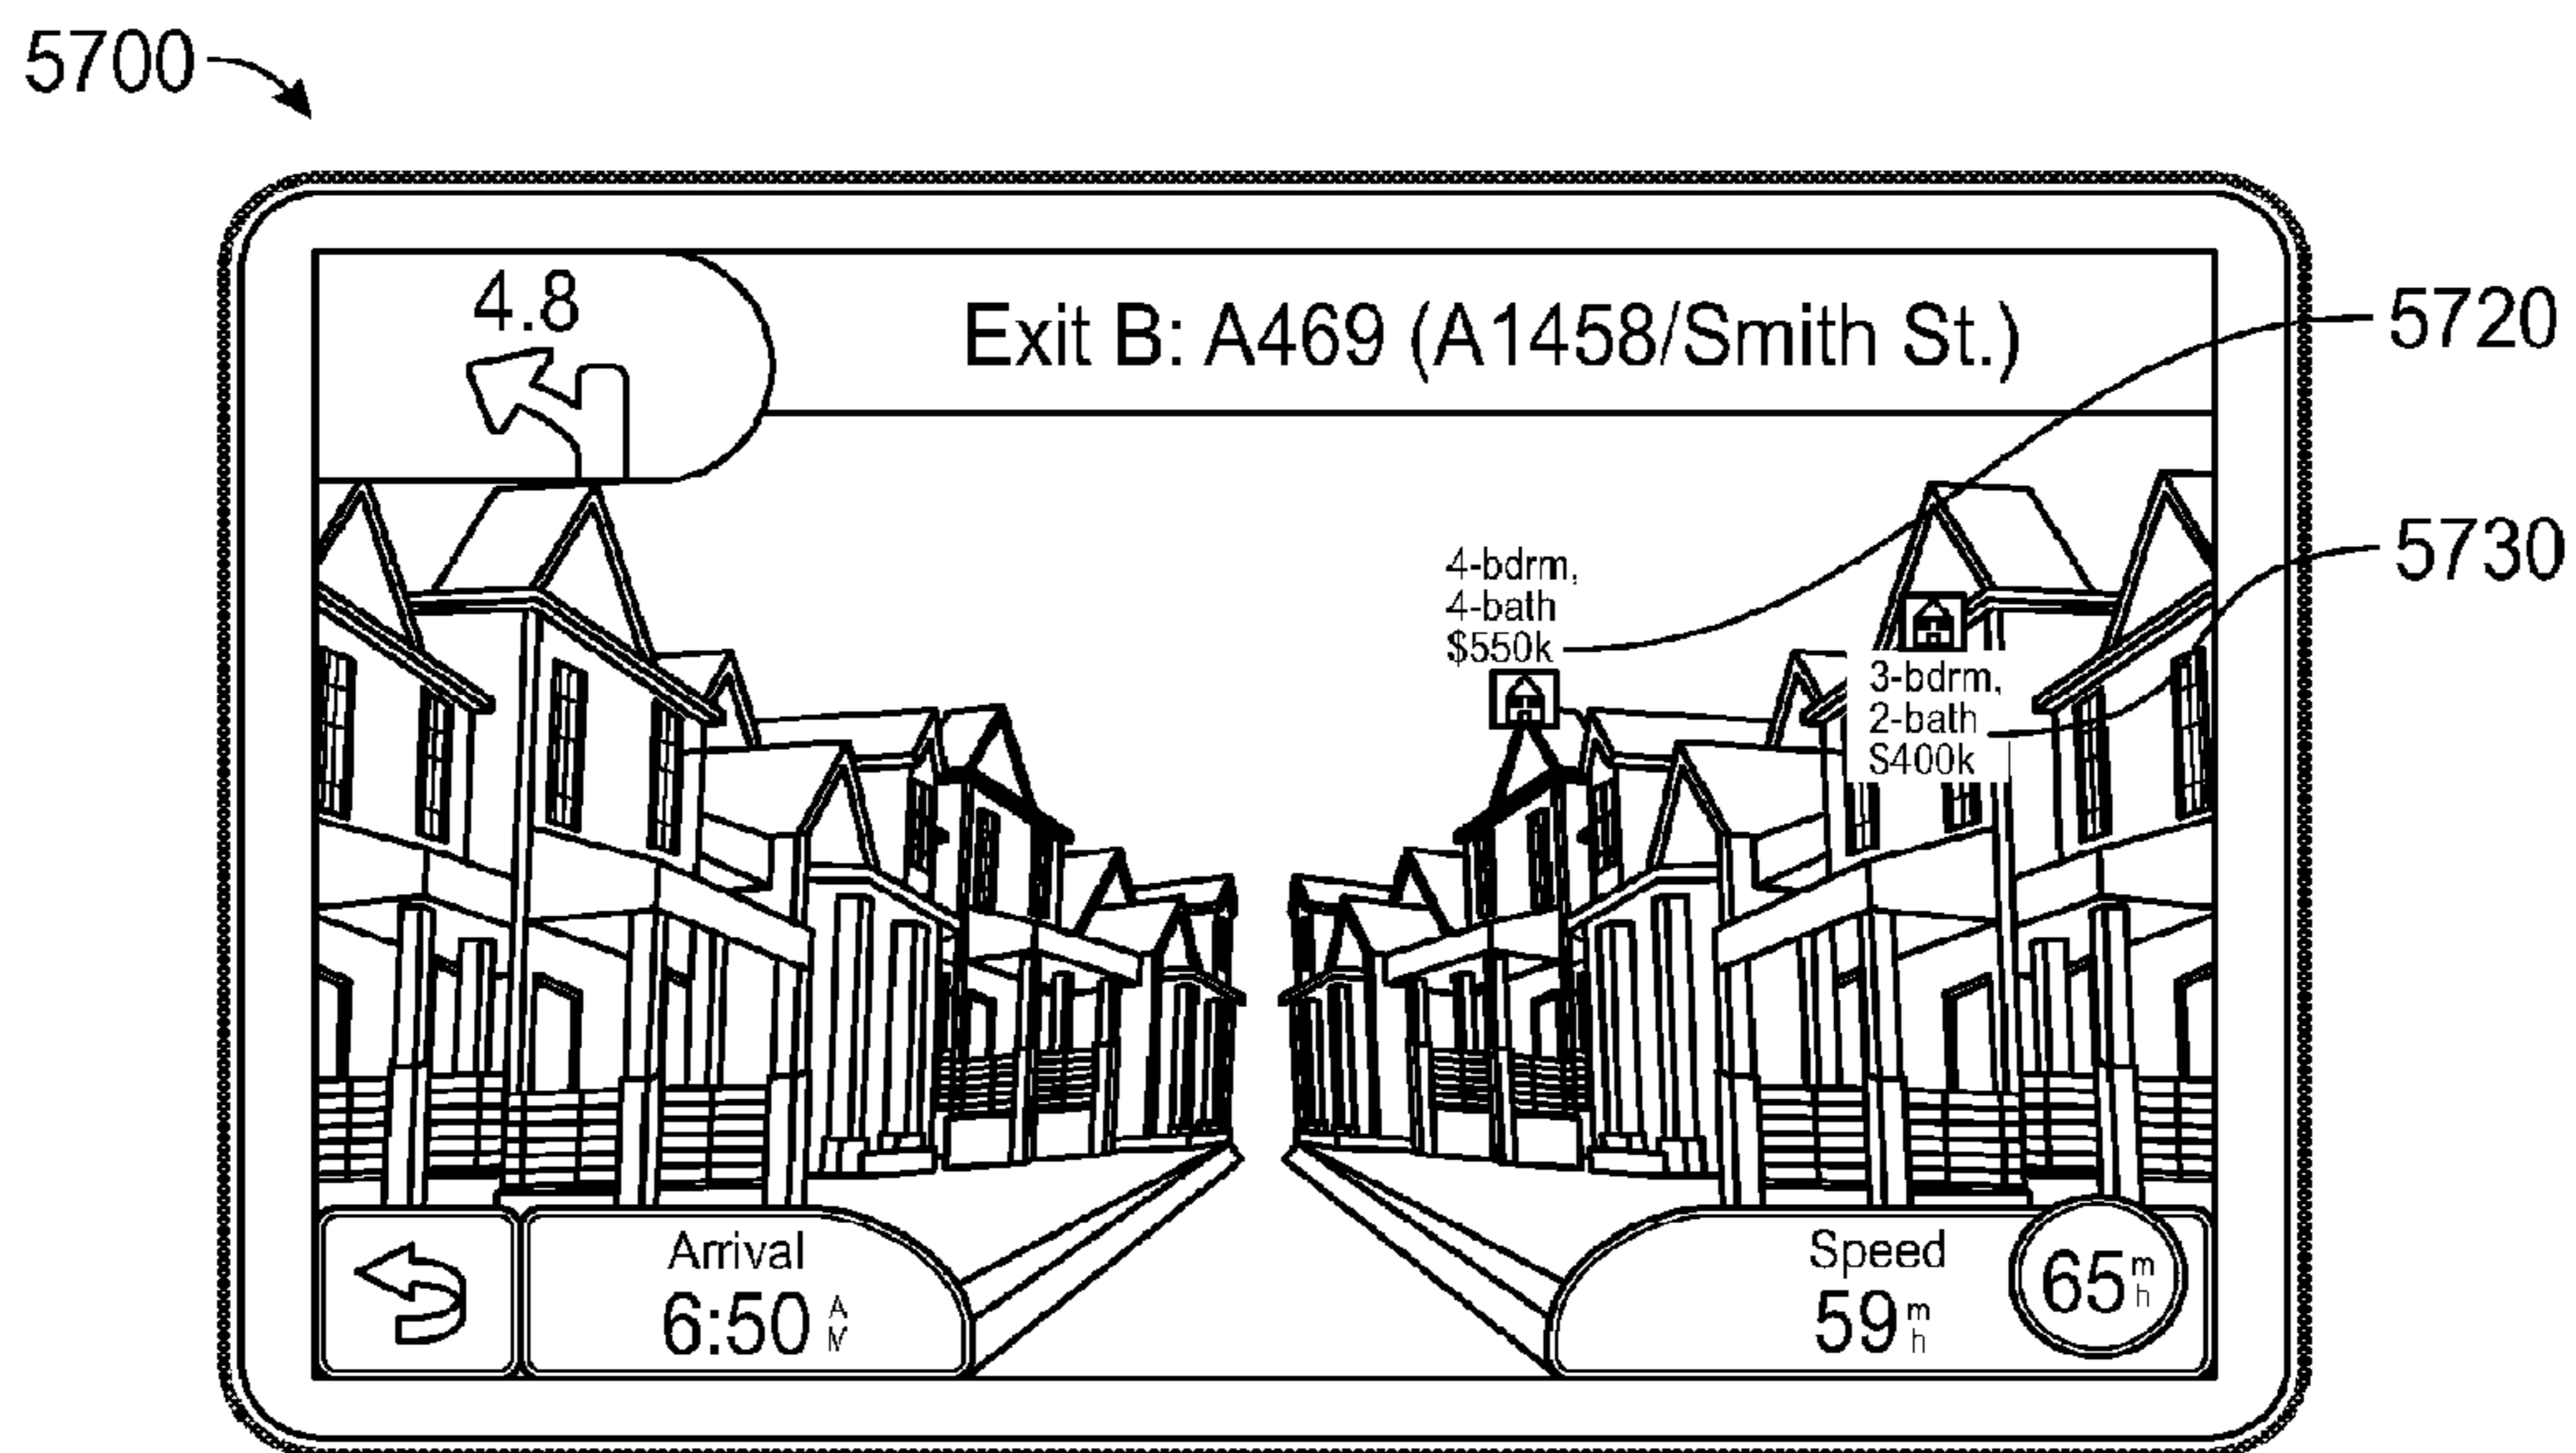 5700
4.8
Exit B: A469 (A1458/Smith St.)
5720
5730
4-bdrm,
4-bath
$550k
3-bdrm,
2-bath
$400k
Arrival
6:50 AM
Speed
59 mh
65 mh